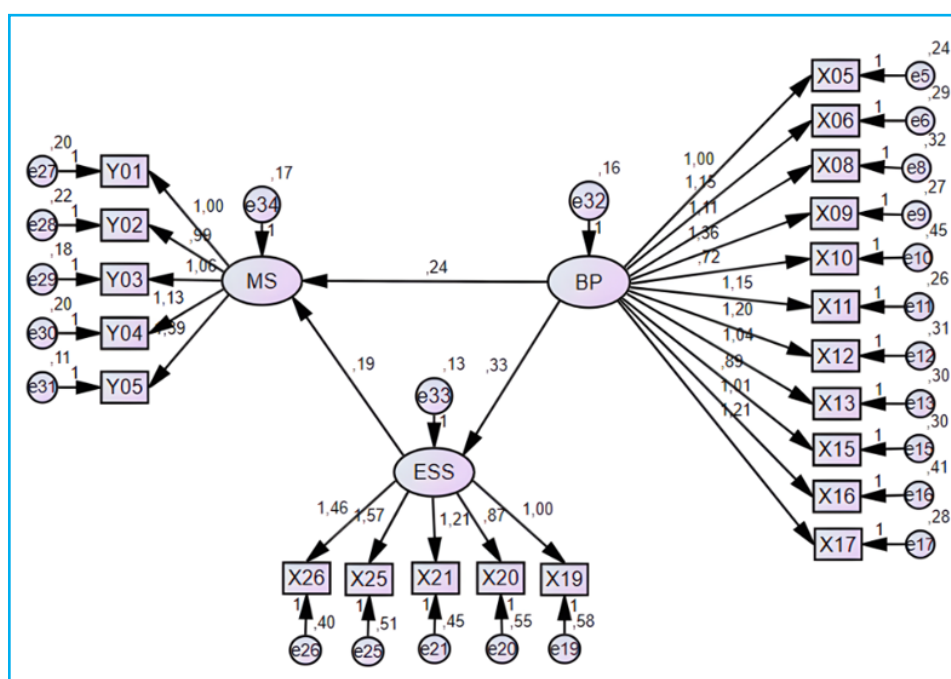 ,24
X05 1 e5
,29
X06 1 e6
,32
X08 1 e8
,27
X09 1 e9
,45
X10 1 e10
,26
X11 1 e11
,31
X12 1 e12
,30
X13 1 e13
,30
X15 1 e15
,41
X16 1 e16
,28
X17 1 e17
1,00
1,15
1,11
1,36
,72
1,15
1,20
1,04
,89
1,01
1,21
,16
e32
1
BP
,17
e34
1
MS
,24
,20
e27 1 Y01
,22
e28 1 Y02
,18
e29 1 Y03
,20
e30 1 Y04
,11
e31 1 Y05
1,00
,99
1,06
1,13
1,39
,19
,33
,13
e33
1
ESS
1,46 1,57 1,21 ,87 1,00
X26 X25 X21 X20 X19
1 1 1 1 1
,40 ,51 ,45 ,55 ,58
e26 e25 e21 e20 e19